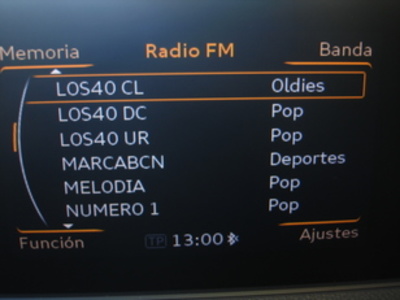 Memoria Radio FM Banda
LOS40 CL Oldies
LOS40 DC Pop
LOS40 UR Pop
MARCABCN Deportes
MELODIA Pop
NUMERO 1 Pop
Función TP 13:00 Ajustes